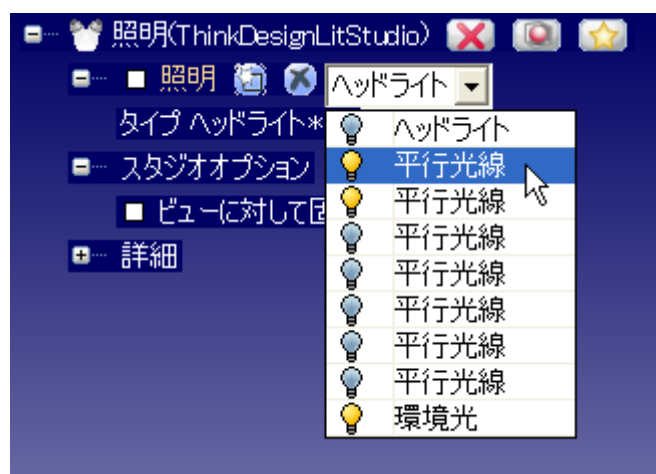 照明(ThinkDesignLitStudio)
照明 ヘッドライト
タイプ ヘッドライト*
スタジオオプション
ビューに対して
詳細
ヘッドライト
平行光線
平行光線
平行光線
平行光線
平行光線
平行光線
平行光線
環境光